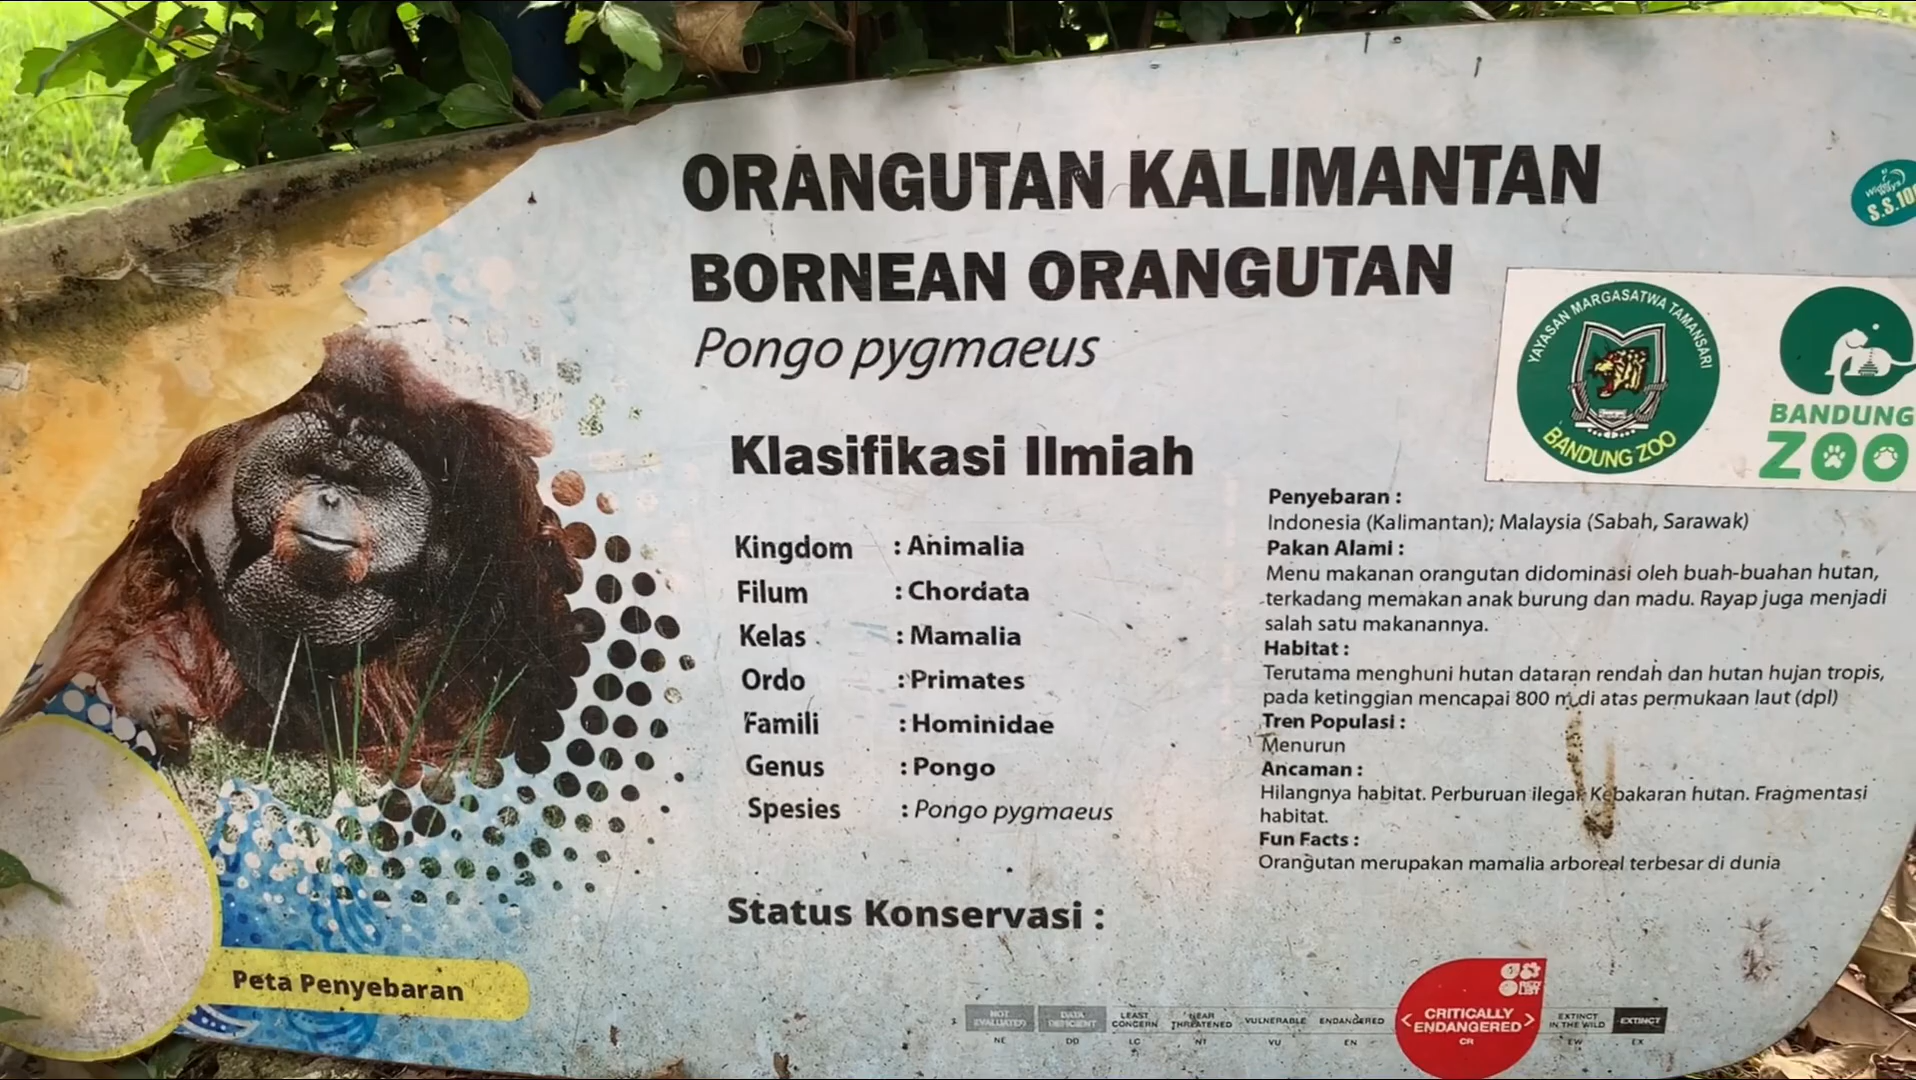 ORANGUTAN KALIMANTAN
BORNEAN ORANGUTAN
Pongo pygmaeus
S.S.100
YAYASAN MARGASATWA TAMANSARI
BANDUNG ZOO
BANDUNG
ZOO
Klasifikasi Ilmiah
Kingdom : Animalia
Filum : Chordata
Kelas : Mamalia
Ordo : Primates
Famili : Hominidae
Genus : Pongo
Spesies : Pongo pygmaeus
Penyebaran :
Indonesia (Kalimantan); Malaysia (Sabah, Sarawak)
Pakan Alami :
Menu makanan orangutan didominasi oleh buah-buahan hutan,
terkadang memakan anak burung dan madu. Rayap juga menjadi
salah satu makanannya.
Habitat :
Terutama menghuni hutan dataran rendah dan hutan hujan tropis,
pada ketinggian mencapai 800 m di atas permukaan laut (dpl)
Tren Populasi :
Menurun
Ancaman :
Hilangnya habitat. Perburuan ilegal. Kebakaran hutan. Fragmentasi
habitat.
Fun Facts :
Orangutan merupakan mamalia arboreal terbesar di dunia
Status Konservasi :
Peta Penyebaran
RED LIST
NOT EVALUATED
DATA DEFICIENT
LEAST CONCERN
NEAR THREATENED
VULNERABLE
ENDANGERED
< CRITICALLY ENDANGERED >
EXTINCT IN THE WILD
EXTINCT
NE DD LC NT VU EN CR EW EX